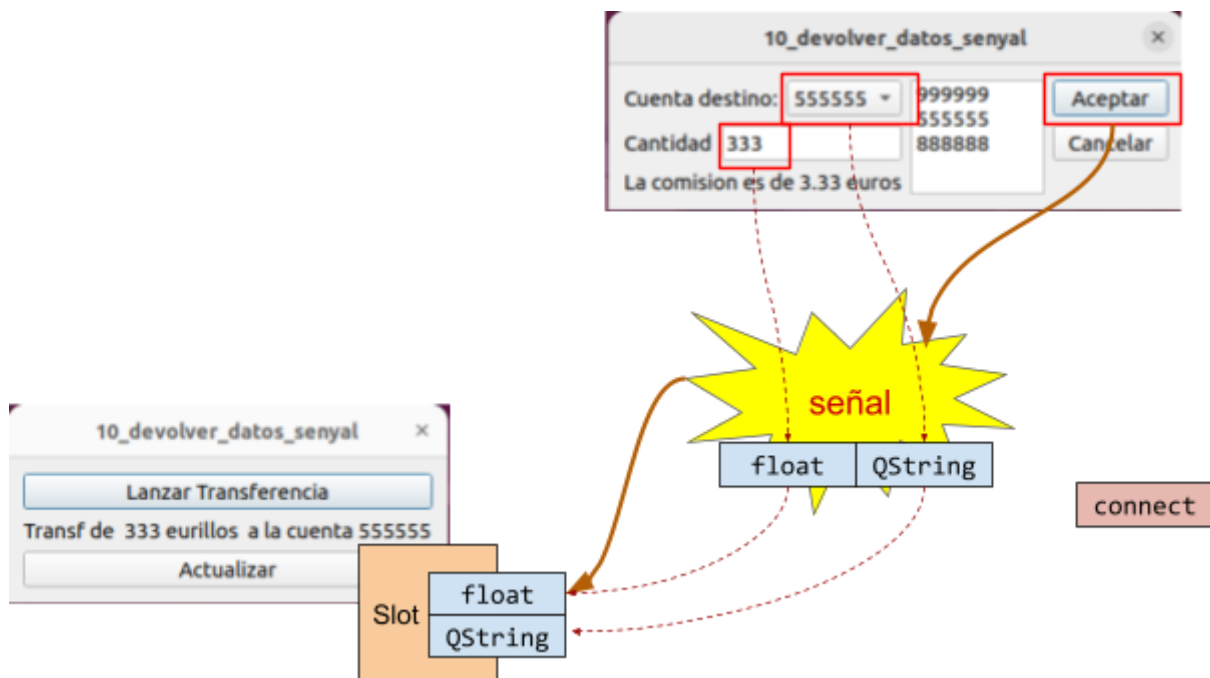 10_devolver_datos_senyal
×
Cuenta destino: 555555
999999
555555
888888
Aceptar
Cantidad 333
Cancelar
La comision es de 3.33 euros
señal
float QString
connect
10_devolver_datos_senyal
×
Lanzar Transferencia
Transf de 333 eurillos a la cuenta 555555
Actualizar
Slot
float
QString